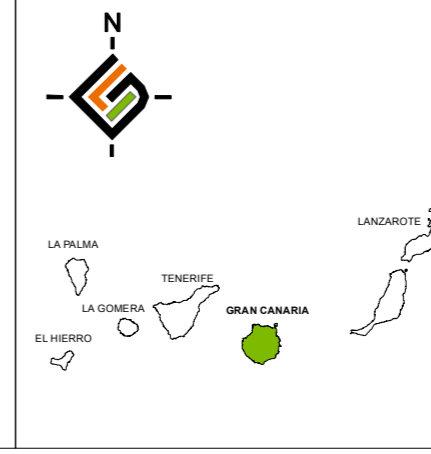 N
LANZAROTE
LA PALMA
TENERIFE
LA GOMERA
GRAN CANARIA
EL HIERRO